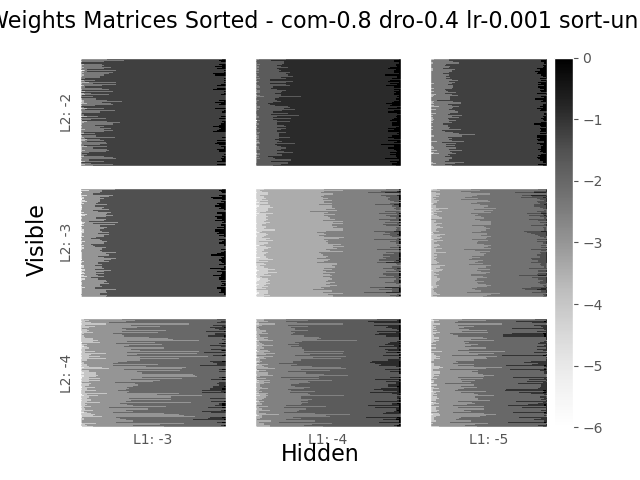 Weights Matrices Sorted - com-0.8 dro-0.4 lr-0.001 sort-un
L2: -2
L2: -3
L2: -4
Visible
L1: -3
L1: -4
L1: -5
Hidden
0
−1
−2
−3
−4
−5
−6